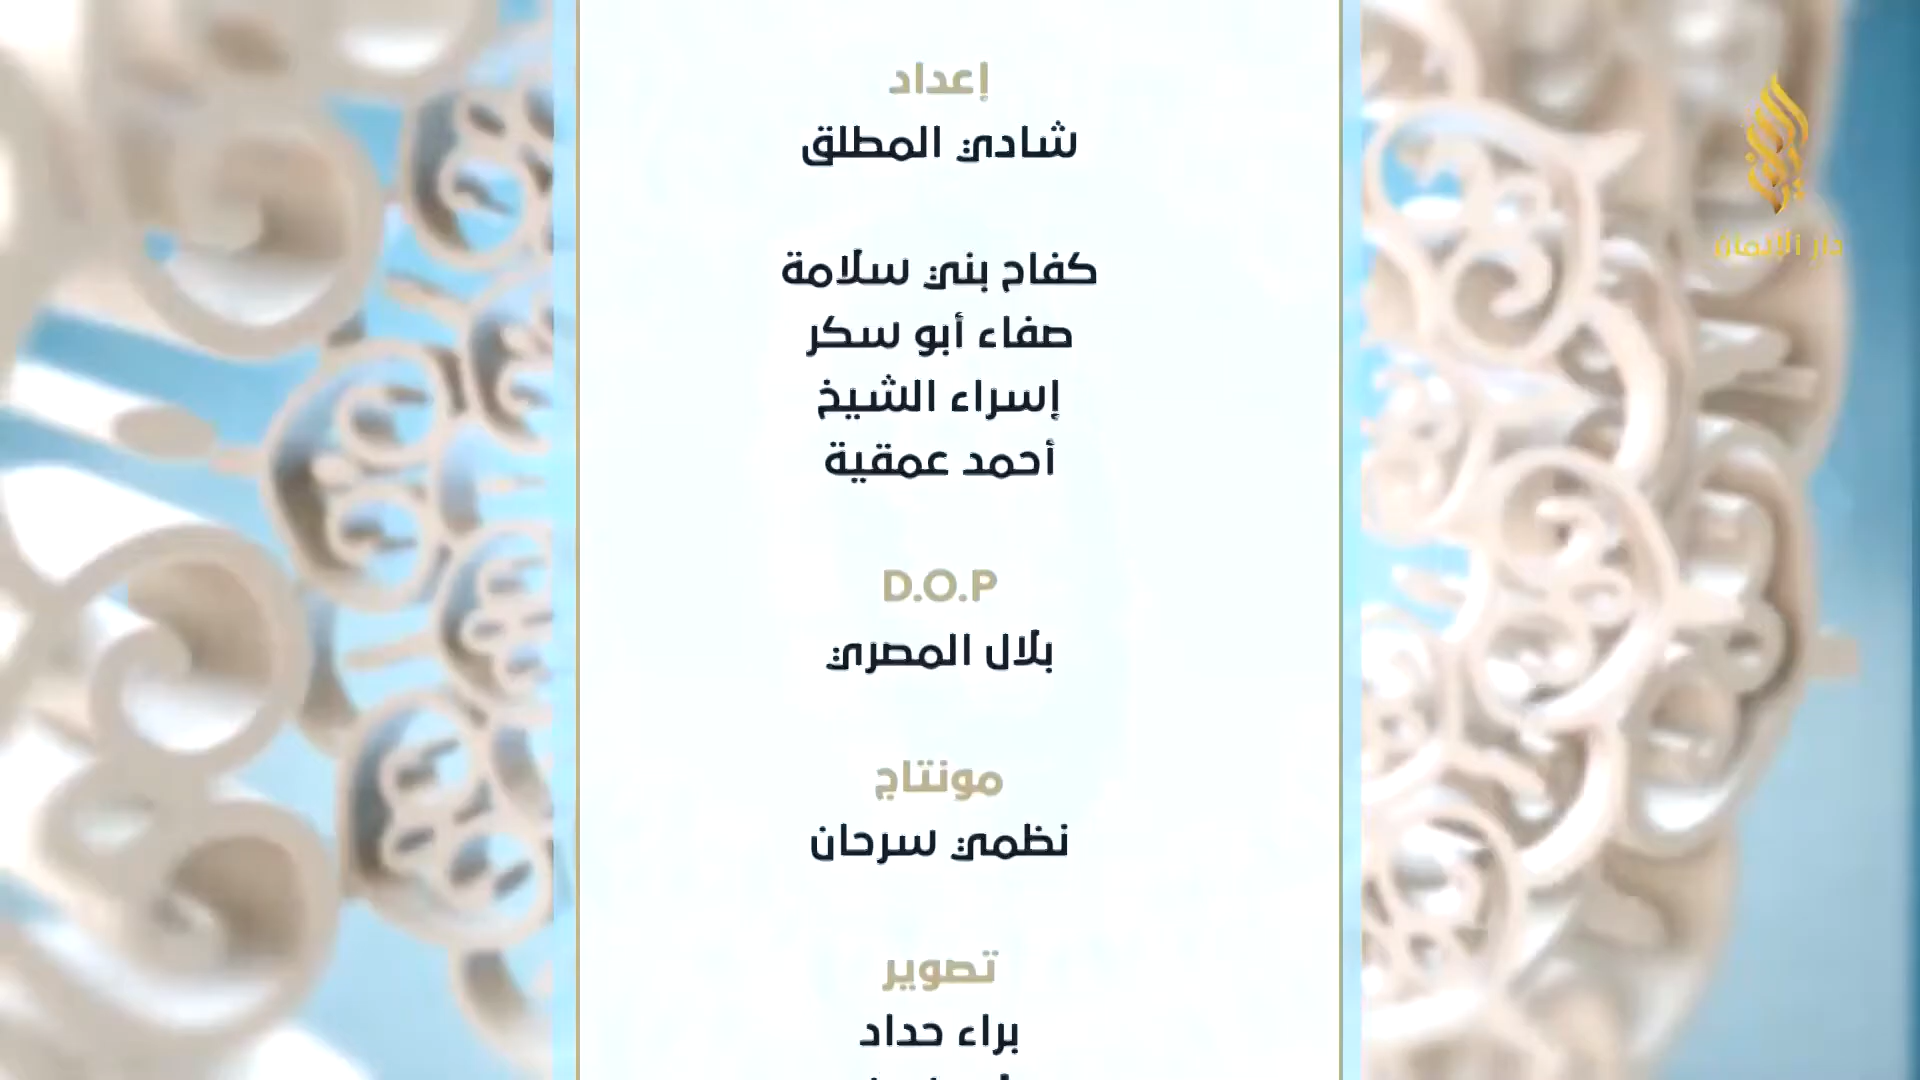 إعداد
شادي المطلق
كفاح بني سلامة
صفاء أبو سكر
إسراء الشيخ
أحمد عمقية
D.O.P
بلال المصري
مونتاج
نظمي سرحان
تصوير
براء حداد
دار الإيمان